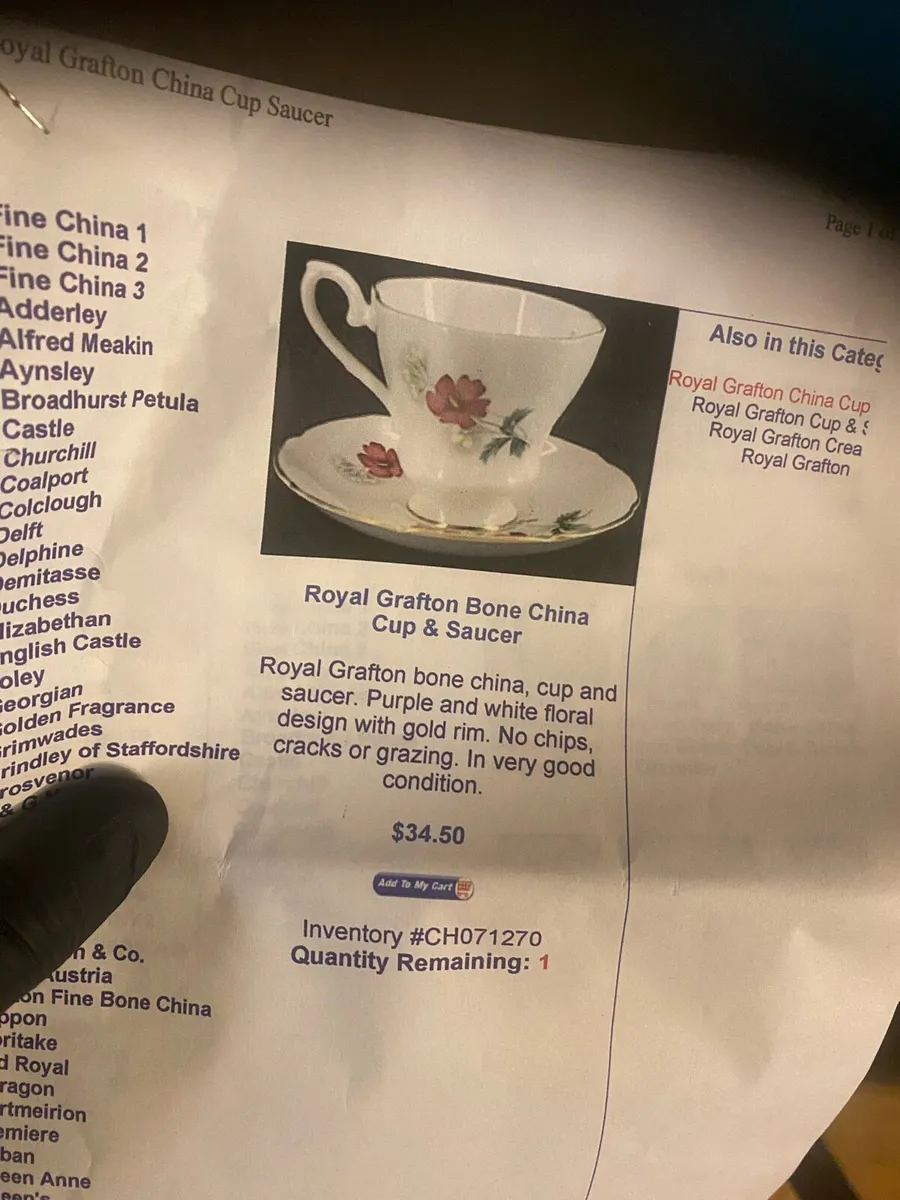 oyal Grafton China Cup Saucer
Page 1 of
Fine China 1
Fine China 2
Fine China 3
Adderley
Alfred Meakin
Aynsley
Broadhurst Petula
Castle
Churchill
Coalport
Colclough
Delft
Delphine
emitasse
uchess
lizabethan
nglish Castle
oley
Georgian
Golden Fragrance
rimwades
rindley of Staffordshire
rosvenor
& G
n & Co.
Austria
on Fine Bone China
ppon
oritake
d Royal
ragon
rtmeirion
emiere
ban
een Anne
een's
Royal Grafton Bone China
Cup & Saucer
Royal Grafton bone china, cup and
saucer. Purple and white floral
design with gold rim. No chips,
cracks or grazing. In very good
condition.
$34.50
Add To My Cart
Inventory #CH071270
Quantity Remaining: 1
Also in this Categ
Royal Grafton China Cup
Royal Grafton Cup & S
Royal Grafton Crea
Royal Grafton